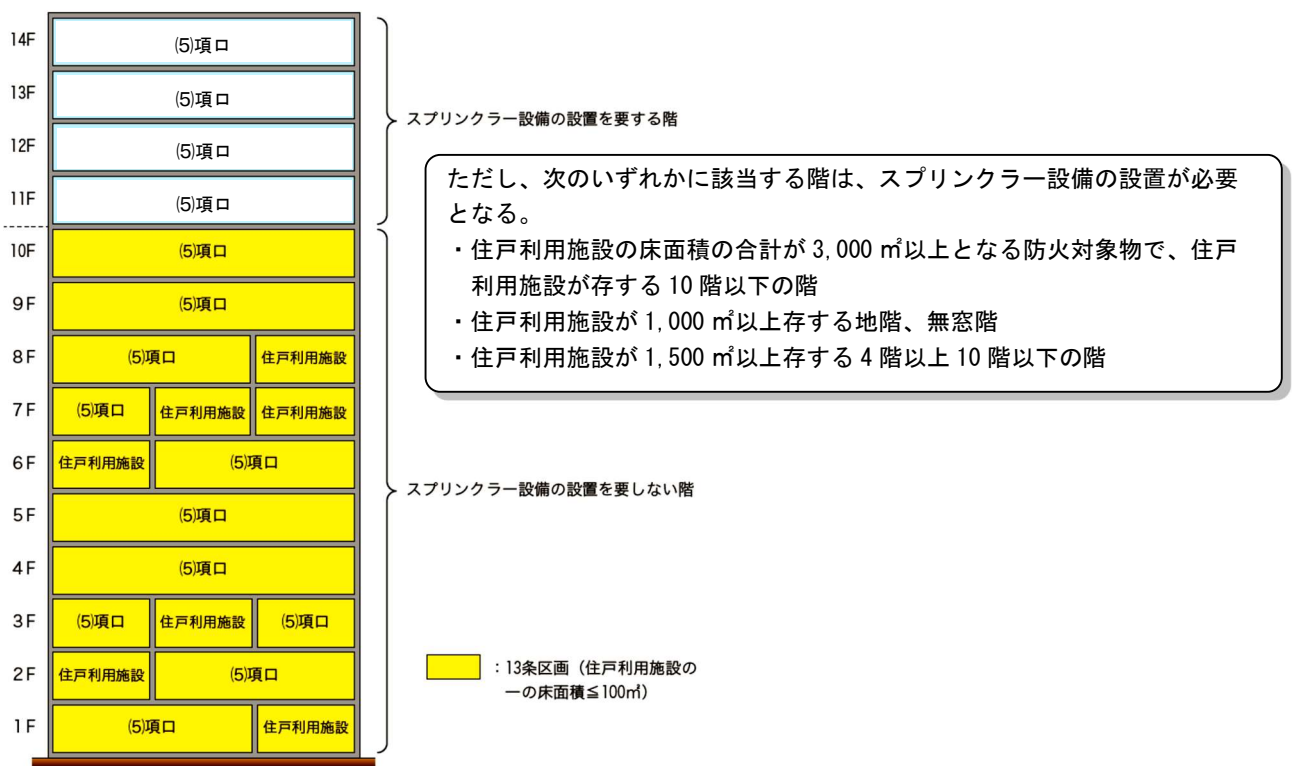 14F
(5)項ロ
13F
(5)項ロ
12F
(5)項ロ
11F
(5)項ロ
スプリンクラー設備の設置を要する階
ただし、次のいずれかに該当する階は、スプリンクラー設備の設置が必要
となる。
・住戸利用施設の床面積の合計が 3,000 ㎡以上となる防火対象物で、住戸
利用施設が存する 10 階以下の階
・住戸利用施設が 1,000 ㎡以上存する地階、無窓階
・住戸利用施設が 1,500 ㎡以上存する 4 階以上 10 階以下の階
10F
(5)項ロ
9F
(5)項ロ
8F
(5)項ロ 住戸利用施設
7F
(5)項ロ 住戸利用施設 住戸利用施設
6F
住戸利用施設 (5)項ロ
5F
(5)項ロ
4F
(5)項ロ
3F
(5)項ロ 住戸利用施設 (5)項ロ
2F
住戸利用施設 (5)項ロ
1F
(5)項ロ 住戸利用施設
スプリンクラー設備の設置を要しない階
:13条区画(住戸利用施設の
一の床面積≦100㎡)